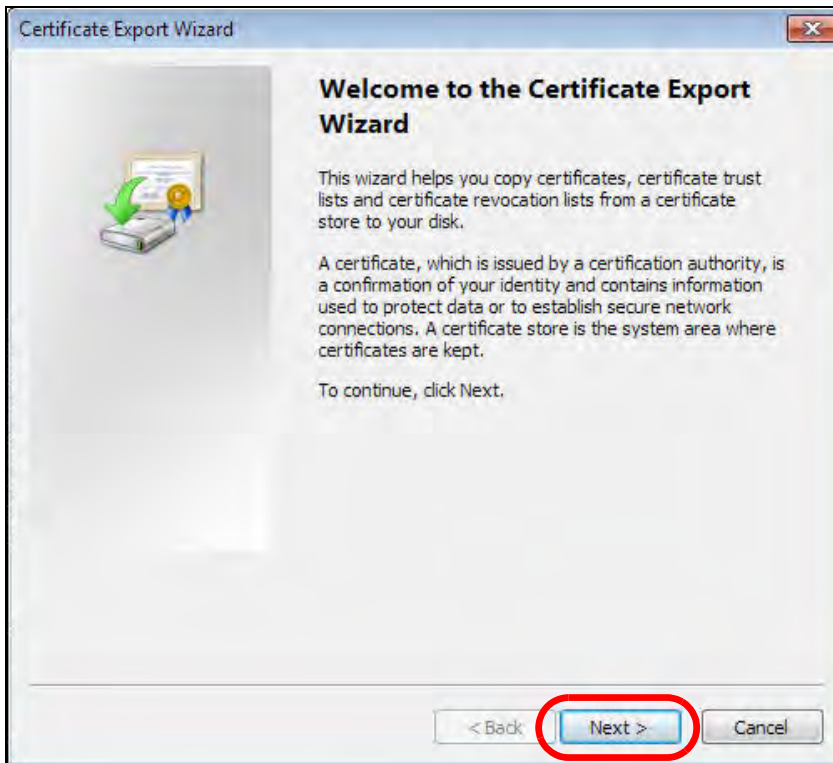 Certificate Export Wizard
Welcome to the Certificate Export
Wizard
This wizard helps you copy certificates, certificate trust
lists and certificate revocation lists from a certificate
store to your disk.
A certificate, which is issued by a certification authority, is
a confirmation of your identity and contains information
used to protect data or to establish secure network
connections. A certificate store is the system area where
certificates are kept.
To continue, click Next.
< Back Next > Cancel